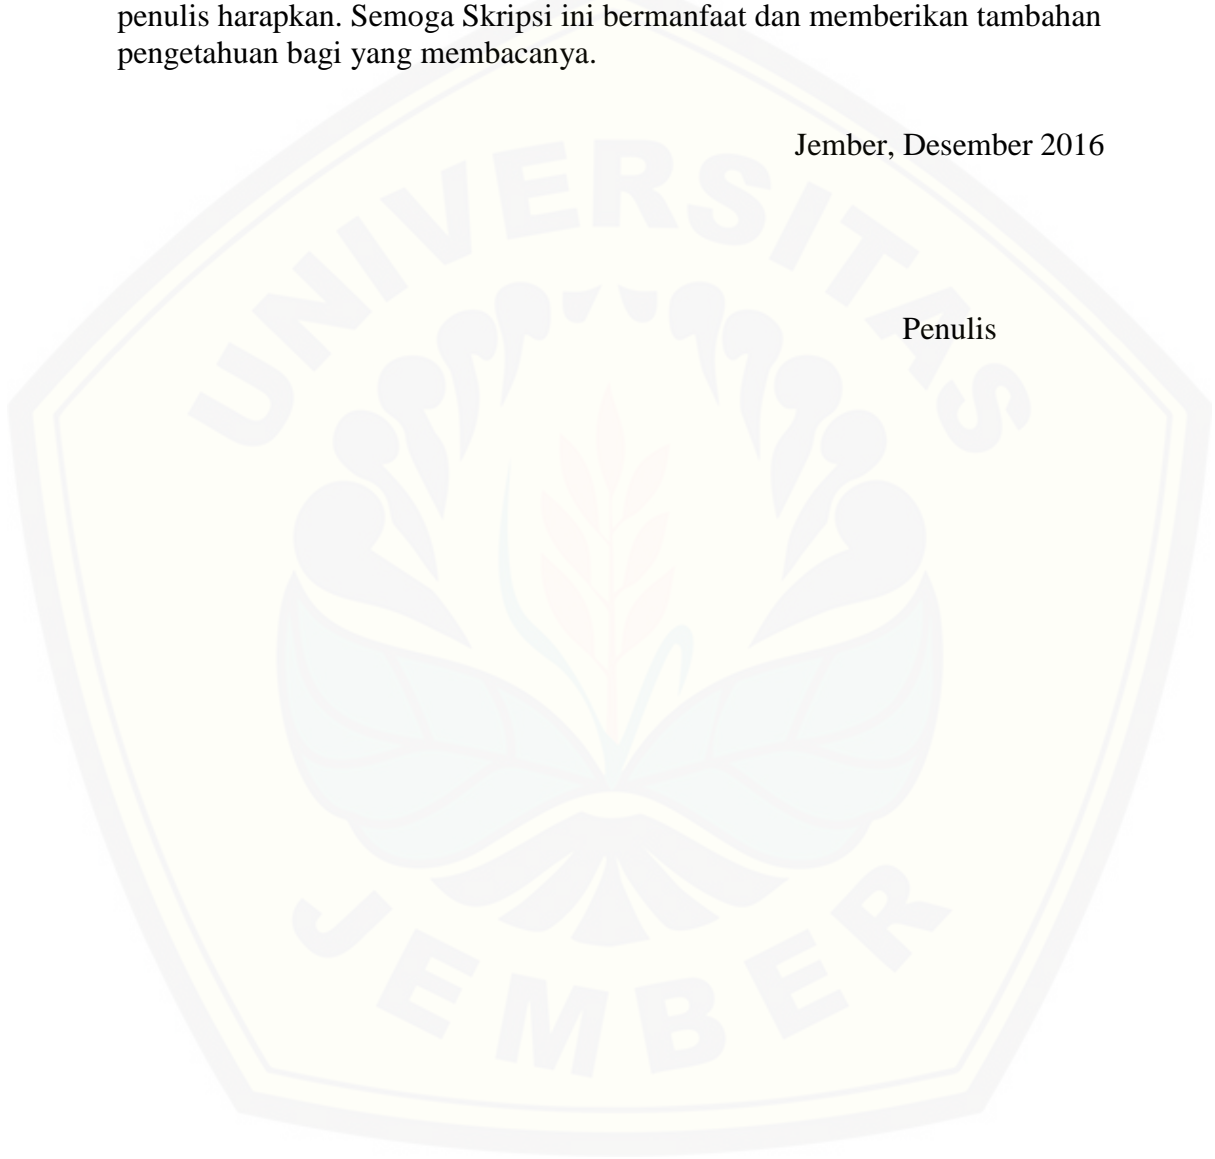 penulis harapkan. Semoga Skripsi ini bermanfaat dan memberikan tambahan
pengetahuan bagi yang membacanya.
Jember, Desember 2016
Penulis
UNIVERSITAS
JEMBER